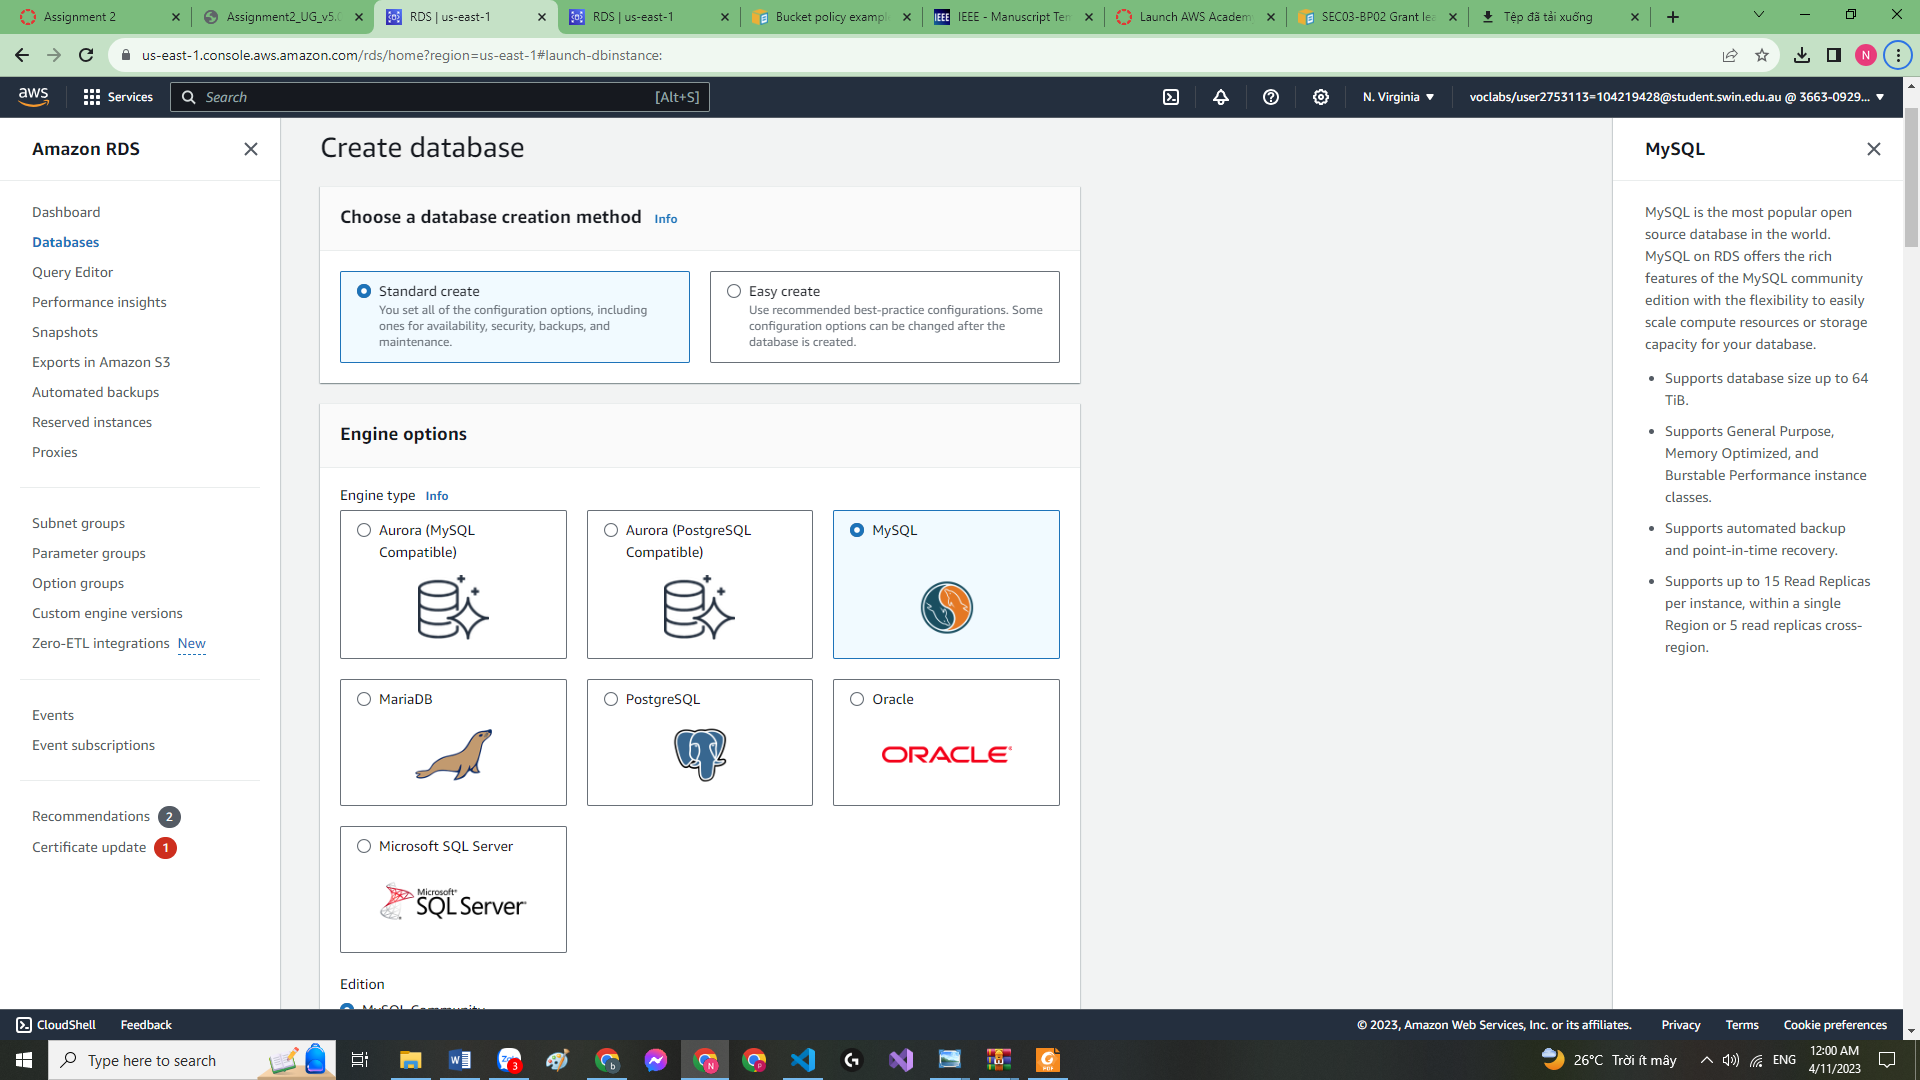 Assignment 2
Assignment2_UG_v5.0
RDS | us-east-1
RDS | us-east-1
Bucket policy example
IEEE - Manuscript Tem
Launch AWS Academy
SEC03-BP02 Grant lea
Tệp đã tải xuống
us-east-1.console.aws.amazon.com/rds/home?region=us-east-1#launch-dbinstance:
N
aws
Services
Search
[Alt+S]
N. Virginia
voclabs/user2753113=104219428@student.swin.edu.au @ 3663-0929...
Amazon RDS
Dashboard
Databases
Query Editor
Performance insights
Snapshots
Exports in Amazon S3
Automated backups
Reserved instances
Proxies
Subnet groups
Parameter groups
Option groups
Custom engine versions
Zero-ETL integrations New
Events
Event subscriptions
Recommendations 2
Certificate update 1
Create database
Choose a database creation method Info
Standard create
You set all of the configuration options, including
ones for availability, security, backups, and
maintenance.
Easy create
Use recommended best-practice configurations. Some
configuration options can be changed after the
database is created.
Engine options
Engine type Info
Aurora (MySQL
Compatible)
Aurora (PostgreSQL
Compatible)
MySQL
MariaDB
PostgreSQL
Oracle
ORACLE
Microsoft SQL Server
Microsoft
SQL Server
Edition
MySQL Community
MySQL
MySQL is the most popular open
source database in the world.
MySQL on RDS offers the rich
features of the MySQL community
edition with the flexibility to easily
scale compute resources or storage
capacity for your database.
• Supports database size up to 64
TiB.
• Supports General Purpose,
Memory Optimized, and
Burstable Performance instance
classes.
• Supports automated backup
and point-in-time recovery.
• Supports up to 15 Read Replicas
per instance, within a single
Region or 5 read replicas cross-
region.
CloudShell
Feedback
© 2023, Amazon Web Services, Inc. or its affiliates.
Privacy
Terms
Cookie preferences
Type here to search
26°C Trời ít mây
ENG
12:00 AM
4/11/2023